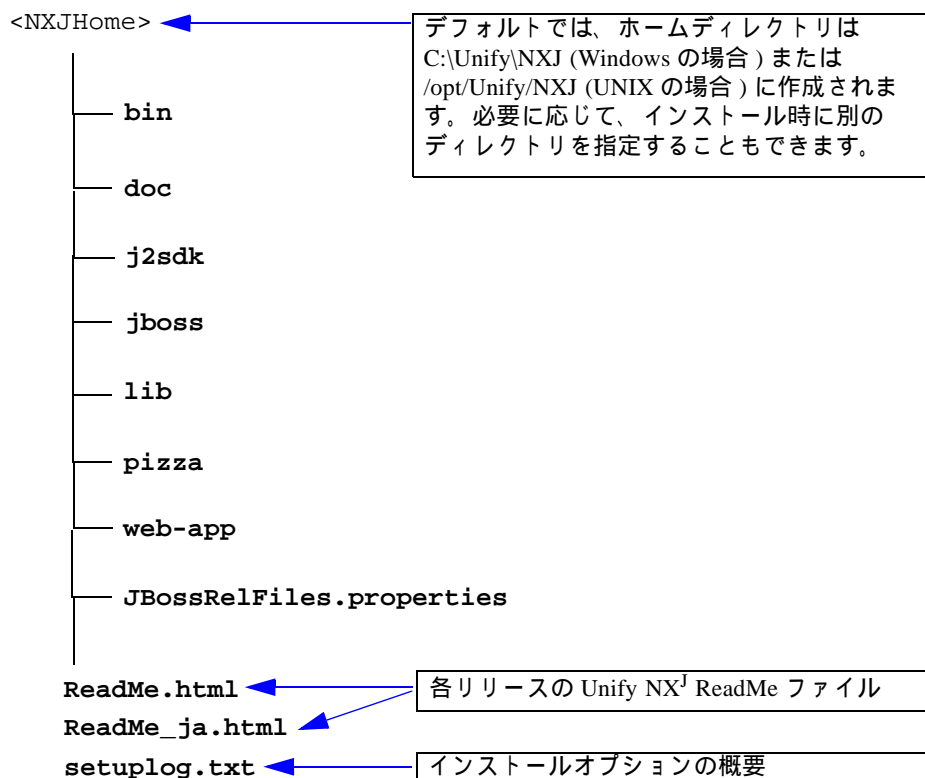 <NXJHome>
デフォルトでは、ホームディレクトリは
C:\Unify\NXJ (Windows の場合 ) または
/opt/Unify/NXJ (UNIX の場合 ) に作成されま
す。必要に応じて、インストール時に別の
ディレクトリを指定することもできます。
bin
doc
j2sdk
jboss
lib
pizza
web-app
JBossRelFiles.properties
ReadMe.html
各リリースの Unify NXJ ReadMe ファイル
ReadMe_ja.html
setuplog.txt
インストールオプションの概要